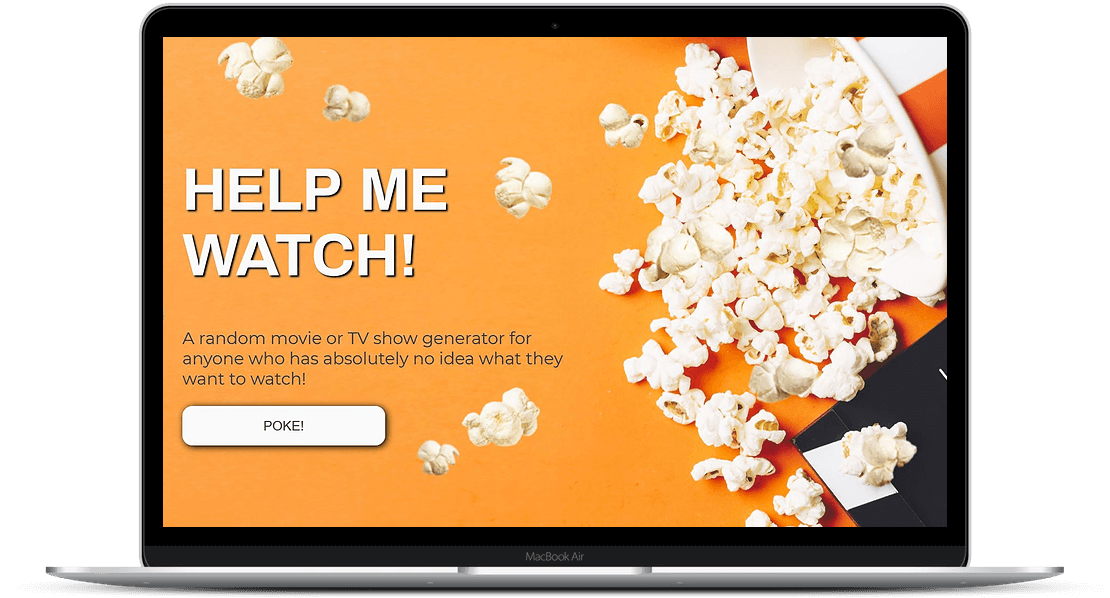 HELP ME
WATCH!
A random movie or TV show generator for
anyone who has absolutely no idea what they
want to watch!
POKE!
MacBook Air